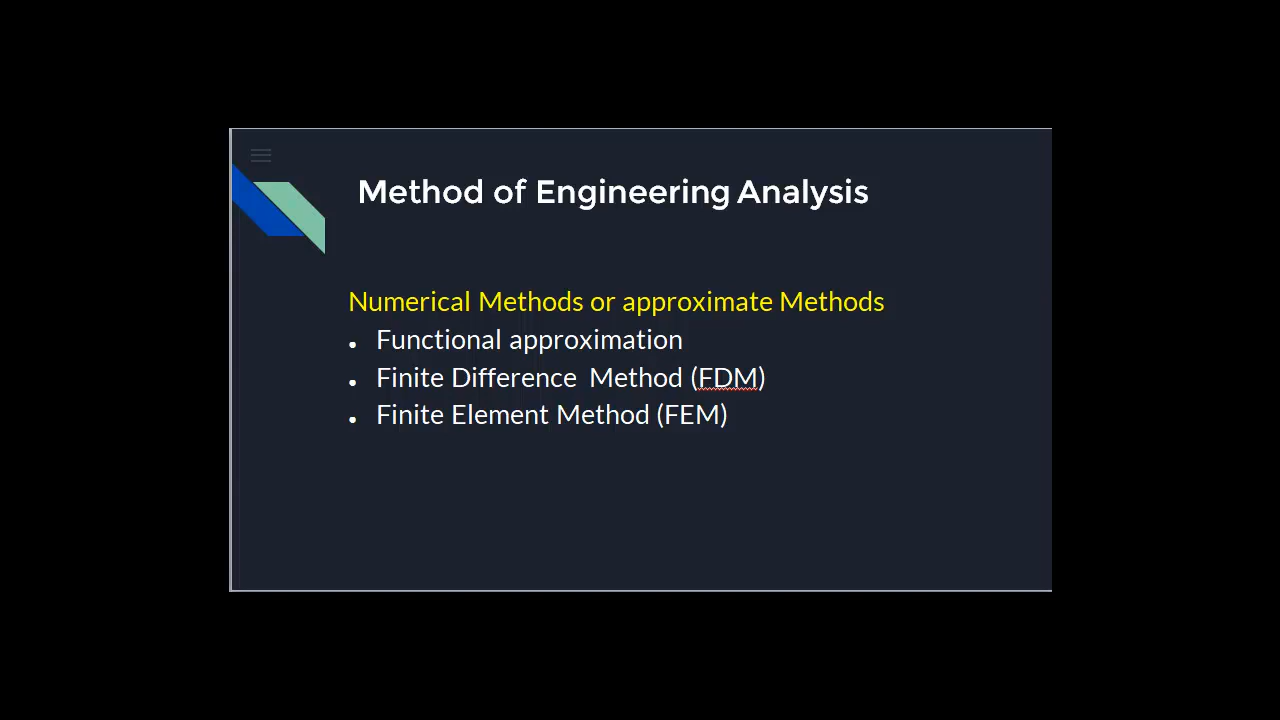 Method of Engineering Analysis
Numerical Methods or approximate Methods
• Functional approximation
• Finite Difference  Method (FDM)
• Finite Element Method (FEM)